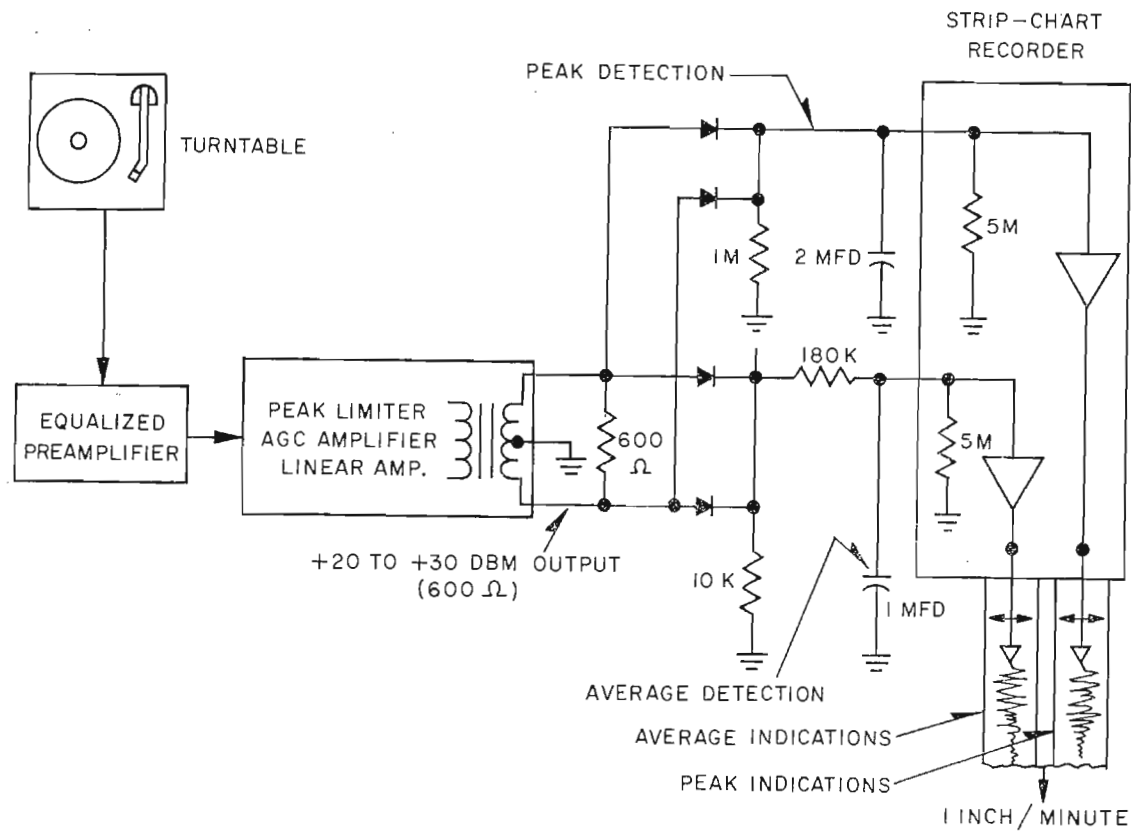 STRIP-CHART
RECORDER
PEAK DETECTION
TURNTABLE
5M
1M
2 MFD
180K
EQUALIZED
PREAMPLIFIER
PEAK LIMITER
AGC AMPLIFIER
LINEAR AMP.
600
Ω
5M
+20 TO +30 DBM OUTPUT
(600 Ω)
10 K
1 MFD
AVERAGE DETECTION
AVERAGE INDICATIONS
PEAK INDICATIONS
1 INCH/MINUTE